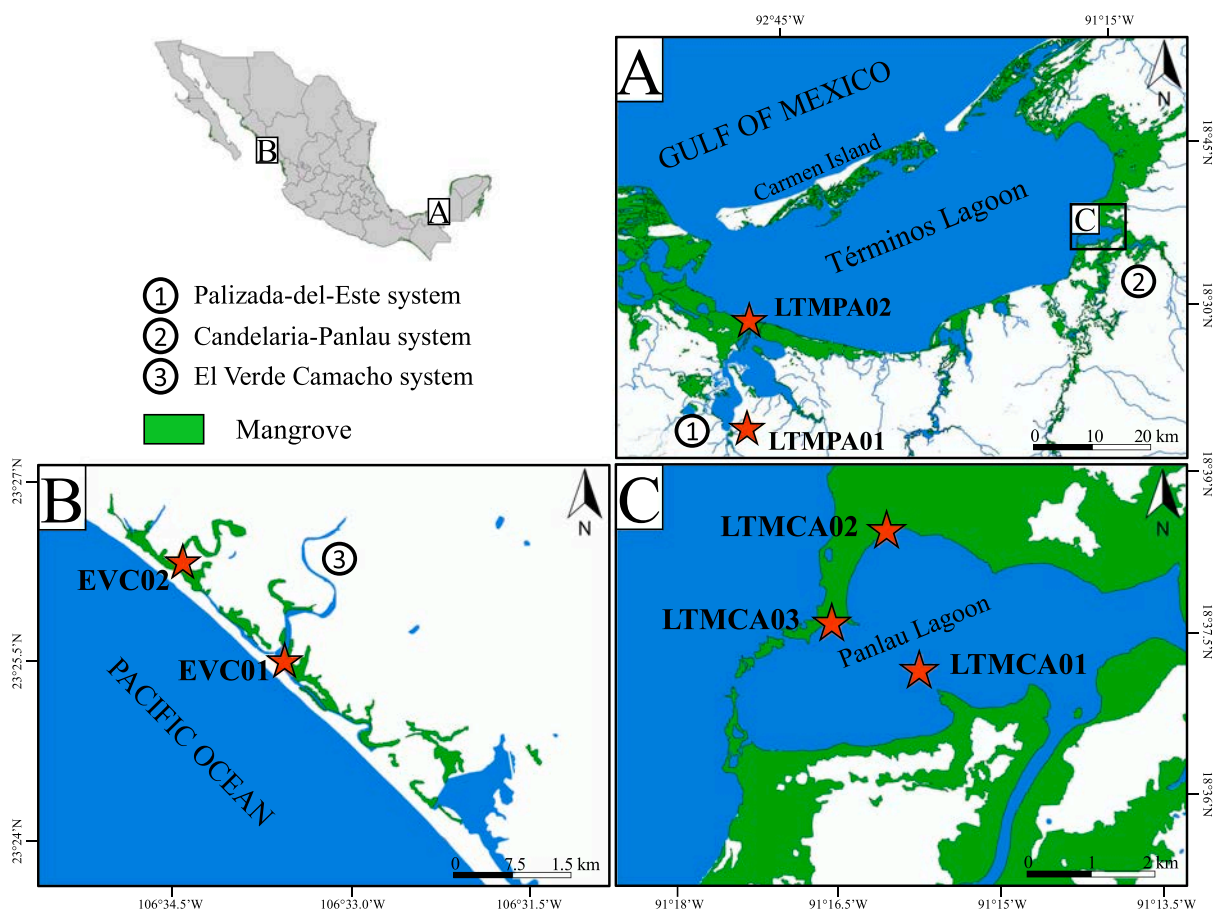 B
A
1 Palizada-del-Este system
2 Candelaria-Panlau system
3 El Verde Camacho system
Mangrove
92°45'W
91°15'W
A
GULF OF MEXICO
N
Carmen Island
18°45'N
Términos Lagoon
C
2
LTMPA02
18°30'N
1
LTMPA01
0 10 20 km
23°27'N
B
N
3
EVC02
EVC01
23°25.5'N
PACIFIC OCEAN
23°24'N
0 7.5 1.5 km
106°34.5'W
106°33.0'W
106°31.5'W
C
N
18°39'N
LTMCA02
LTMCA03
Panlau Lagoon
18°37.5'N
LTMCA01
18°3.6'N
0 1 2 km
91°18'W
91°16.5'W
91°15'W
91°13.5'W